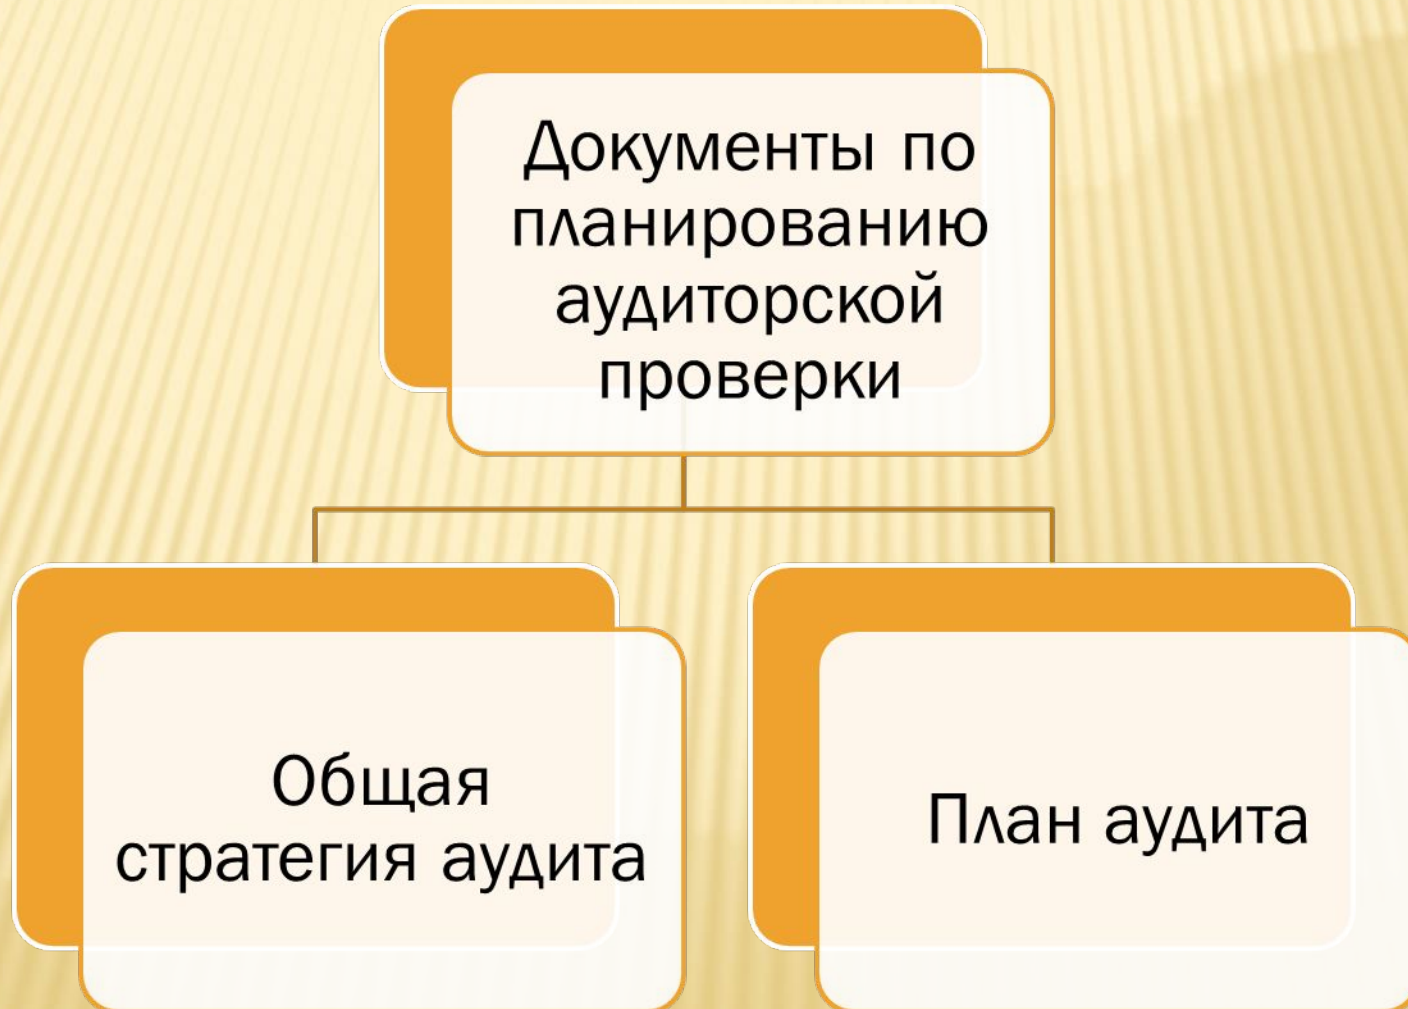 Документы по
планированию
аудиторской
проверки
Общая
стратегия аудита
План аудита